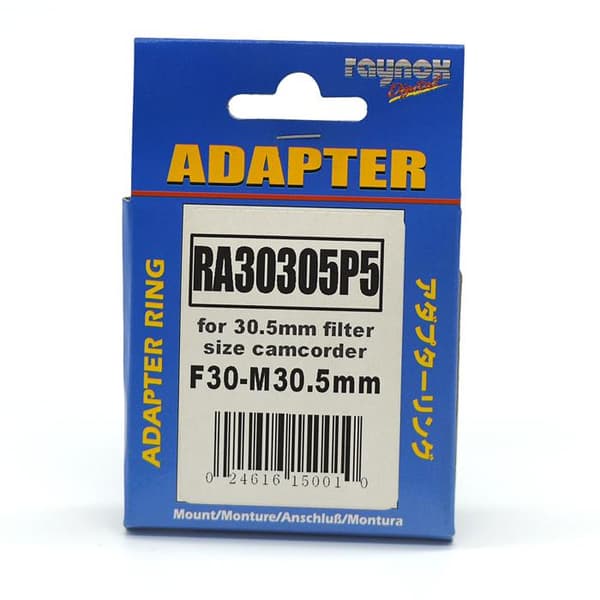 raynox
Digital
ADAPTER
ADAPTER RING
RA30305P5
for 30.5mm filter
size camcorder
F30-M30.5mm
0 24616 15001 0
アダプターリング
Mount/Monture/Anschluß/Montura